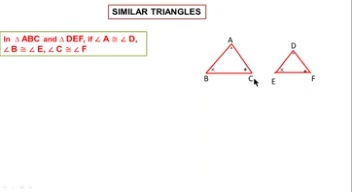 SIMILAR TRIANGLES
In △ ABC and △ DEF, if ∠ A ≅ ∠ D,
∠ B ≅ ∠ E, ∠ C ≅ ∠ F
A
D
B
C
E
F